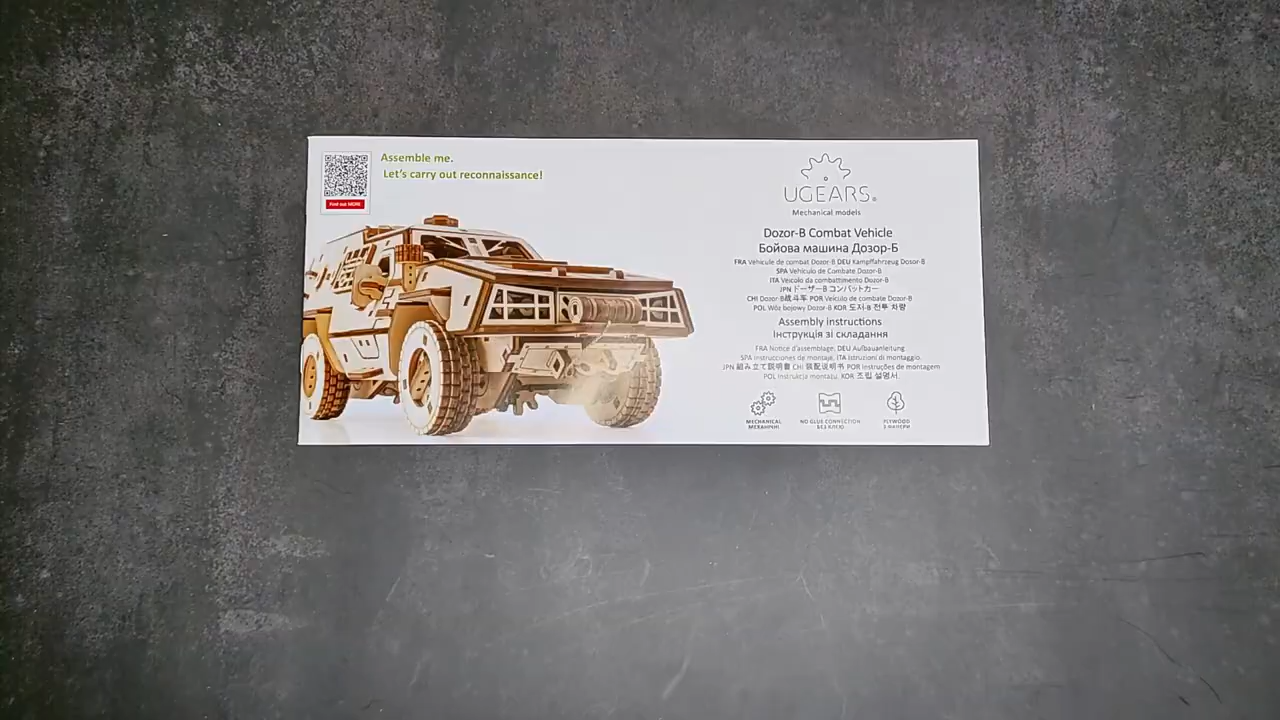 Assemble me.
Let's carry out reconnaissance!
Find out MORE
UGEARS®
Mechanical models
Dozor-B Combat Vehicle
Бойова машина Дозор-Б
FRA Véhicule de combat Dozor-B DEU Kampffahrzeug Dozor-B
SPA Vehículo de Combate Dozor-B
ITA Veicolo da combattimento Dozor-B
JPN ドーザーB コンバットカー
CHI Dozor-B战斗车 POR Veículo de combate Dozor-B
POL Wóz bojowy Dozor-B KOR 도저-B 전투 차량
Assembly instructions
Інструкція зі складання
FRA Notice d'assemblage. DEU Aufbauanleitung
SPA Instrucciones de montaje. ITA Istruzioni di montaggio.
JPN 組み立て説明書 CHI 装配说明书 POR Instruções de montagem
POL Instrukcja montażu. KOR 조립 설명서
MECHANICAL
МЕХАНІЧНІ
NO GLUE CONNECTION
БЕЗ КЛЕЮ
PLYWOOD
З ФАНЕРИ